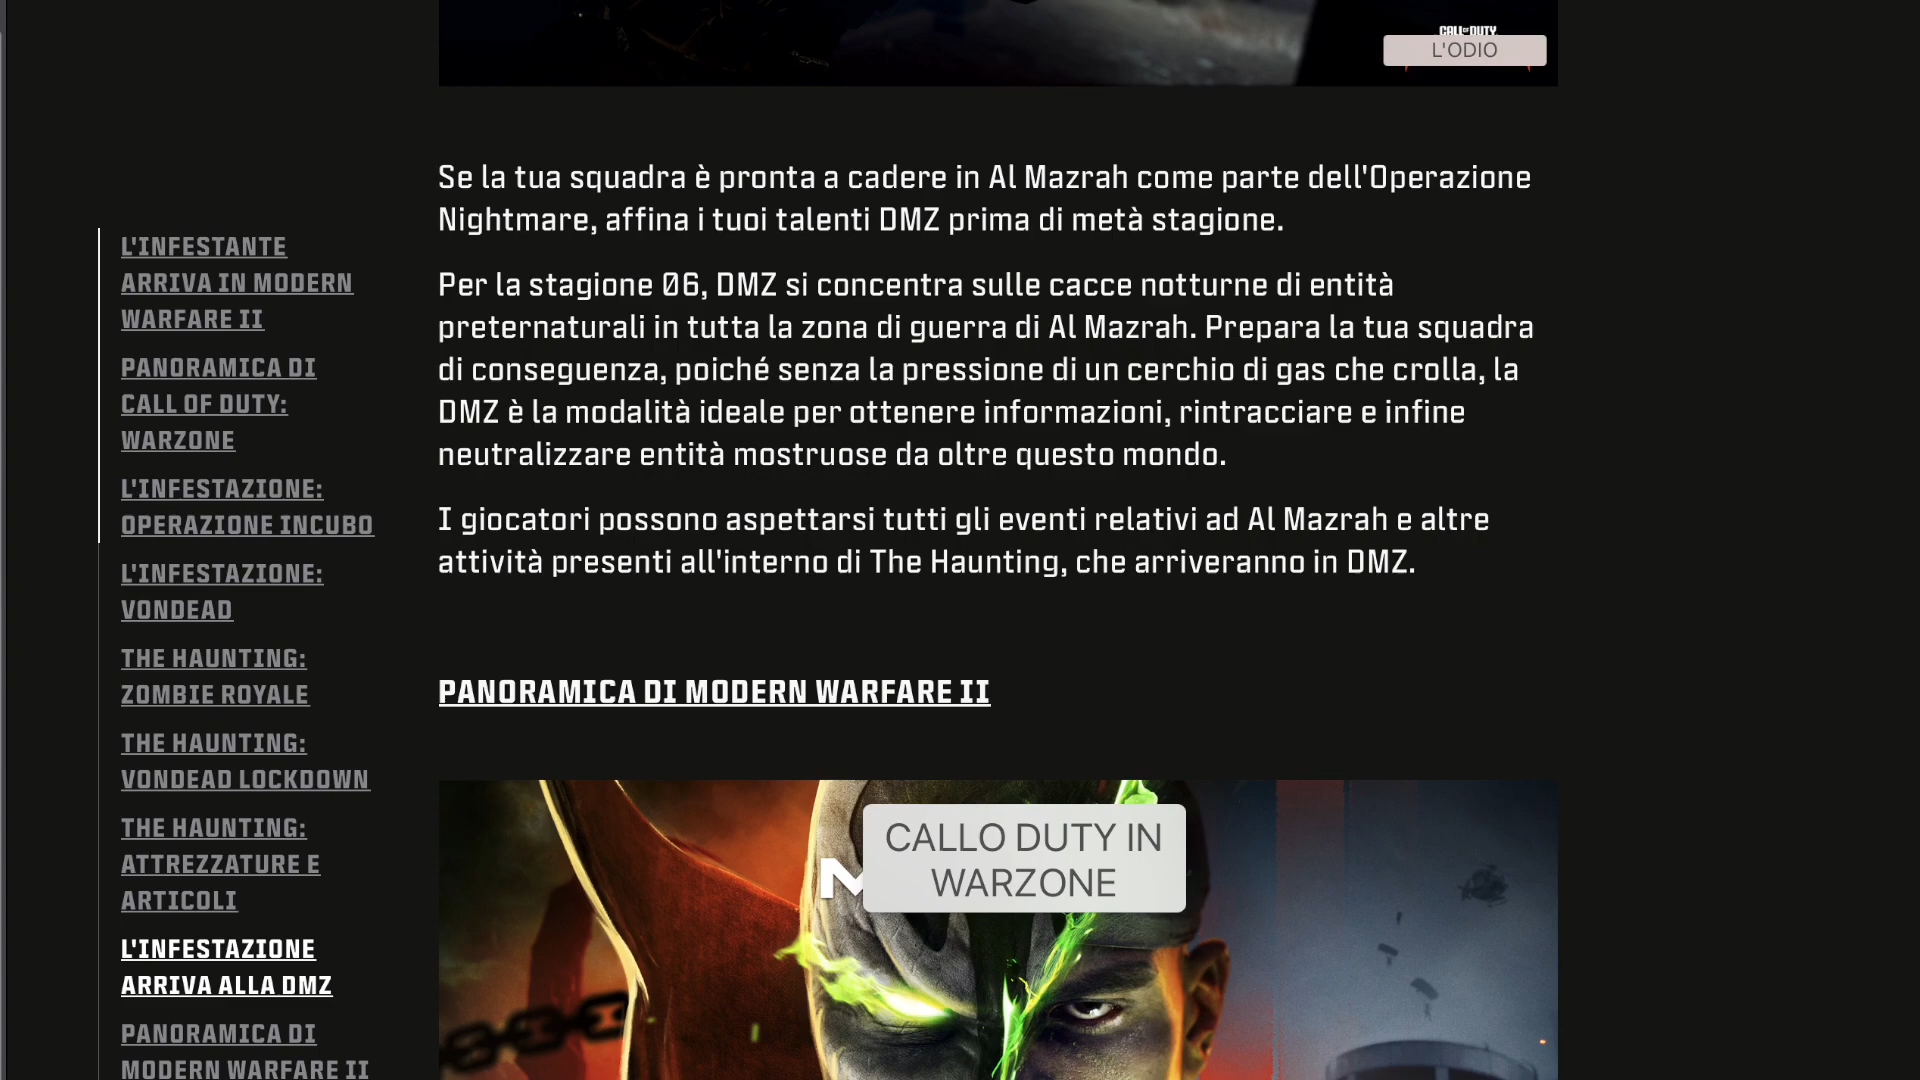 CALL OF DUTY
L'ODIO
Se la tua squadra è pronta a cadere in Al Mazrah come parte dell'Operazione
Nightmare, affina i tuoi talenti DMZ prima di metà stagione.
Per la stagione 06, DMZ si concentra sulle cacce notturne di entità
preternaturali in tutta la zona di guerra di Al Mazrah. Prepara la tua squadra
di conseguenza, poiché senza la pressione di un cerchio di gas che crolla, la
DMZ è la modalità ideale per ottenere informazioni, rintracciare e infine
neutralizzare entità mostruose da oltre questo mondo.
I giocatori possono aspettarsi tutti gli eventi relativi ad Al Mazrah e altre
attività presenti all'interno di The Haunting, che arriveranno in DMZ.
PANORAMICA DI MODERN WARFARE II
CALLO DUTY IN
WARZONE
L'INFESTANTE
ARRIVA IN MODERN
WARFARE II
PANORAMICA DI
CALL OF DUTY:
WARZONE
L'INFESTAZIONE:
OPERAZIONE INCUBO
L'INFESTAZIONE:
VONDEAD
THE HAUNTING:
ZOMBIE ROYALE
THE HAUNTING:
VONDEAD LOCKDOWN
THE HAUNTING:
ATTREZZATURE E
ARTICOLI
L'INFESTAZIONE
ARRIVA ALLA DMZ
PANORAMICA DI
MODERN WARFARE II